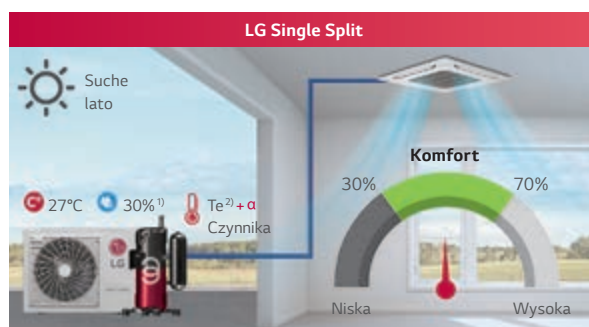 LG Single Split
Suche
lato
Komfort
30%
70%
27°C
30%¹⁾
Te²⁾ + α
Czynnika
LG
Niska
Wysoka